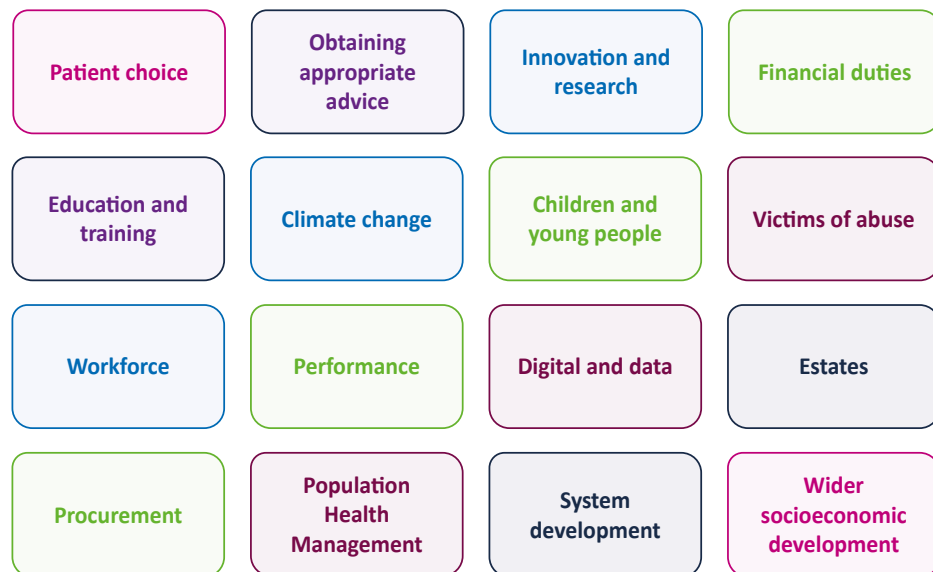 Patient choice
Obtaining
appropriate
advice
Innovation and
research
Financial duties
Education and
training
Climate change
Children and
young people
Victims of abuse
Workforce
Performance
Digital and data
Estates
Procurement
Population
Health
Management
System
development
Wider
socioeconomic
development